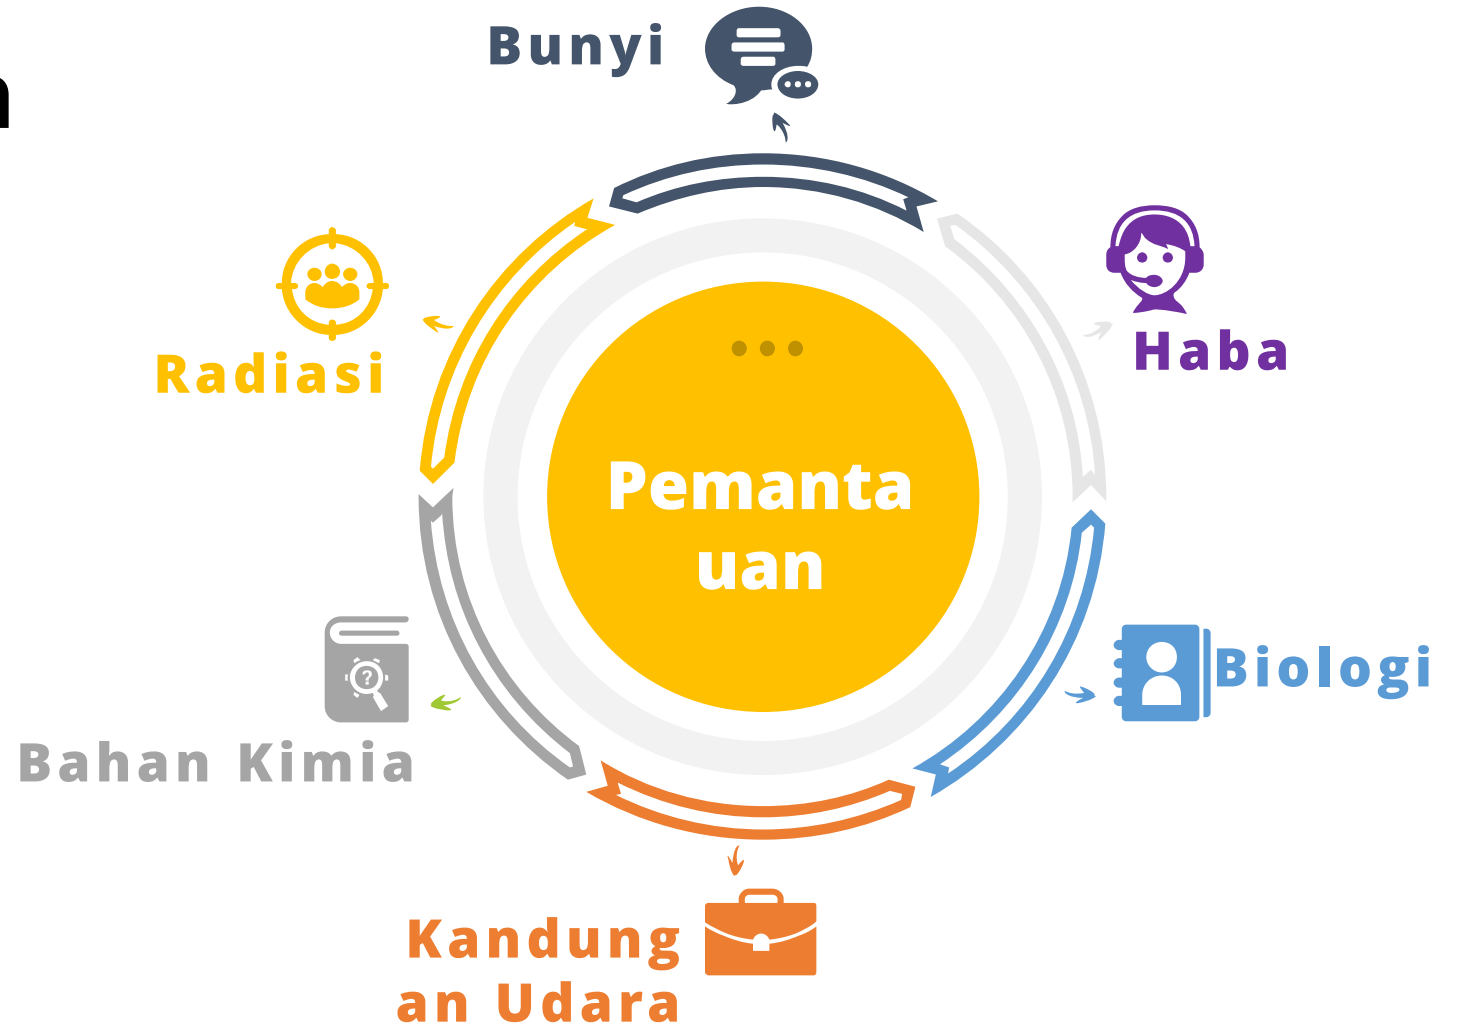 Bunyi
Haba
Radiasi
Pemanta
uan
Biologi
Bahan Kimia
?
Kandung
an Udara